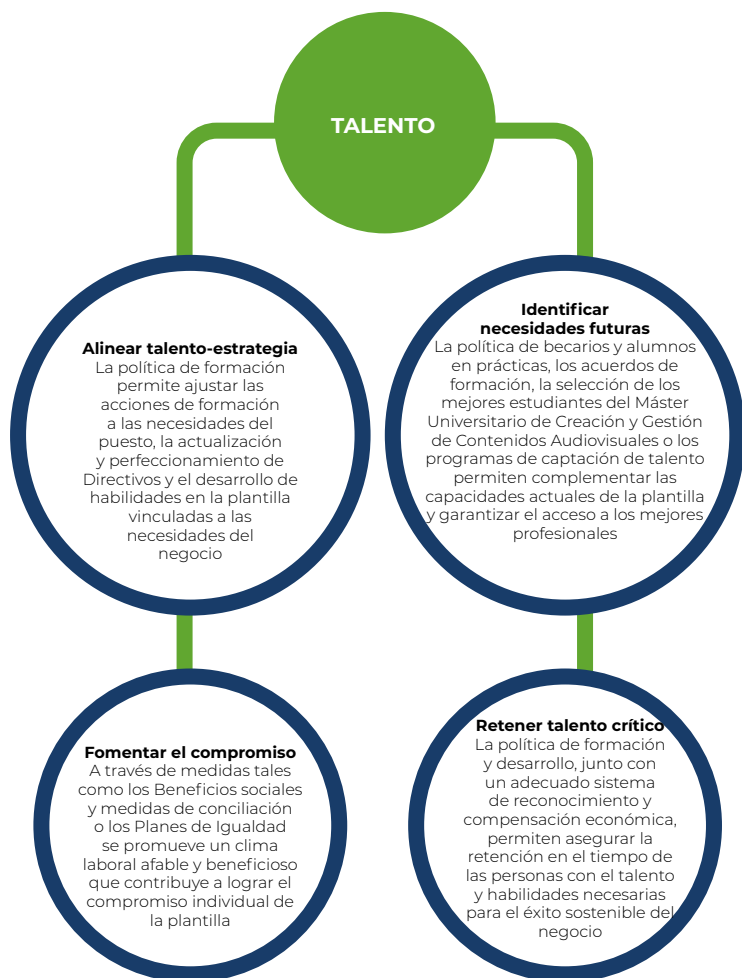 TALENTO
Alinear talento-estrategia
La política de formación
permite ajustar las
acciones de formación
a las necesidades del
puesto, la actualización
y perfeccionamiento de
Directivos y el desarrollo de
habilidades en la plantilla
vinculadas a las
necesidades del
negocio
Identificar
necesidades futuras
La política de becarios y alumnos
en prácticas, los acuerdos de
formación, la selección de los
mejores estudiantes del Máster
Universitario de Creación y Gestión
de Contenidos Audiovisuales o los
programas de captación de talento
permiten complementar las
capacidades actuales de la plantilla
y garantizar el acceso a los mejores
profesionales
Fomentar el compromiso
A través de medidas tales
como los Beneficios sociales
y medidas de conciliación
o los Planes de Igualdad
se promueve un clima
laboral afable y beneficioso
que contribuye a lograr el
compromiso individual de
la plantilla
Retener talento crítico
La política de formación
y desarrollo, junto con
un adecuado sistema
de reconocimiento y
compensación económica,
permiten asegurar la
retención en el tiempo de
las personas con el talento
y habilidades necesarias
para el éxito sostenible del
negocio